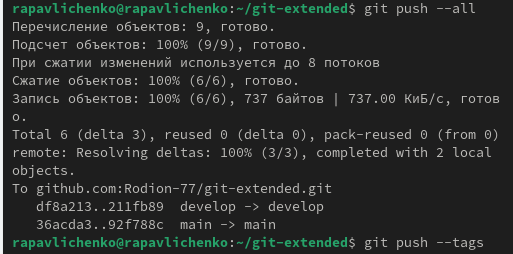 rapavlichenko@rapavlichenko:~/git-extended$ git push --all
Перечисление объектов: 9, готово.
Подсчет объектов: 100% (9/9), готово.
При сжатии изменений используется до 8 потоков
Сжатие объектов: 100% (6/6), готово.
Запись объектов: 100% (6/6), 737 байтов | 737.00 КиБ/с, готов
о.
Total 6 (delta 3), reused 0 (delta 0), pack-reused 0 (from 0)
remote: Resolving deltas: 100% (3/3), completed with 2 local
objects.
To github.com:Rodion-77/git-extended.git
   df8a213..211fb89  develop -> develop
   36acda3..92f788c  main -> main
rapavlichenko@rapavlichenko:~/git-extended$ git push --tags